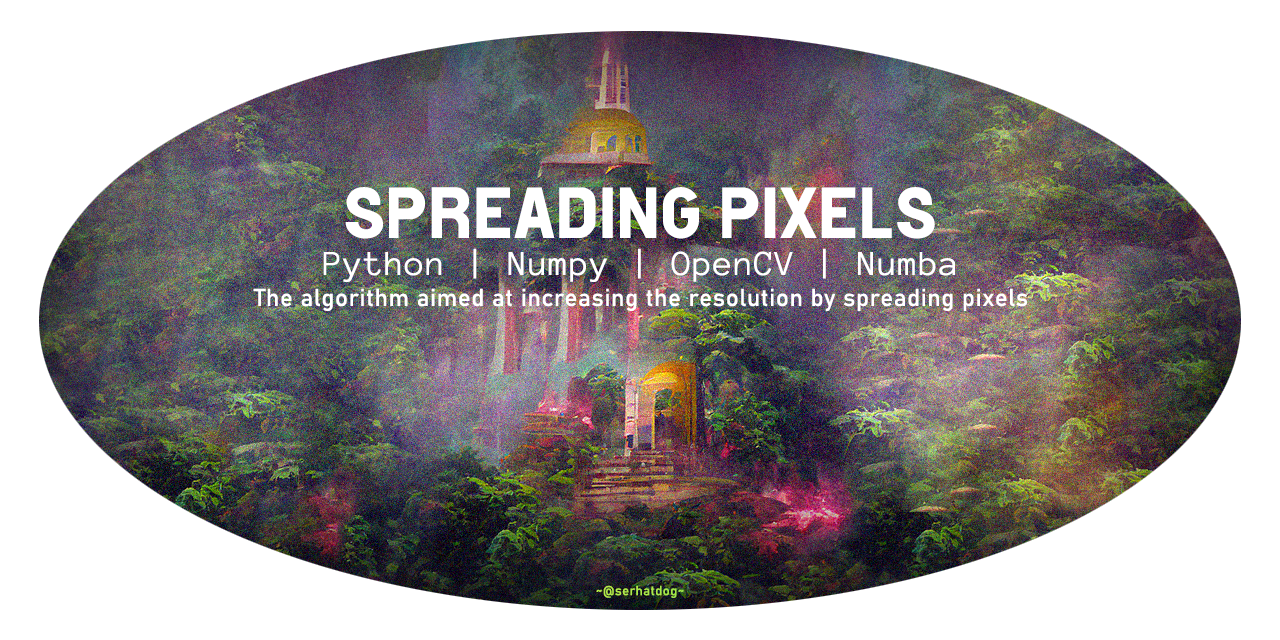 SPREADING PIXELS
Python | Numpy | OpenCV | Numba
The algorithm aimed at increasing the resolution by spreading pixels
~@serhatdog~